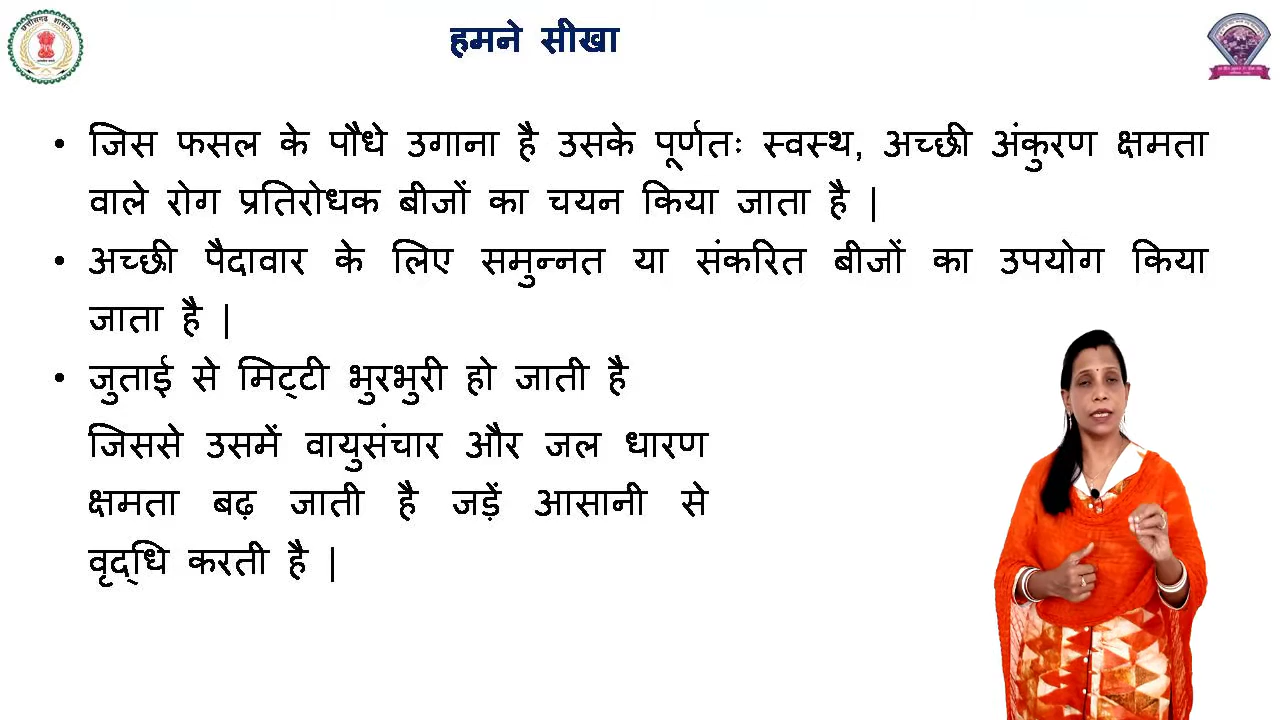 हमने सीखा
• जिस फसल के पौधे उगाना है उसके पूर्णतः स्वस्थ, अच्छी अंकुरण क्षमता
वाले रोग प्रतिरोधक बीजों का चयन किया जाता है |
• अच्छी पैदावार के लिए समुन्नत या संकरित बीजों का उपयोग किया
जाता है |
• जुताई से मिट्टी भुरभुरी हो जाती है
जिससे उसमें वायुसंचार और जल धारण
क्षमता बढ़ जाती है जड़ें आसानी से
वृद्धि करती है |